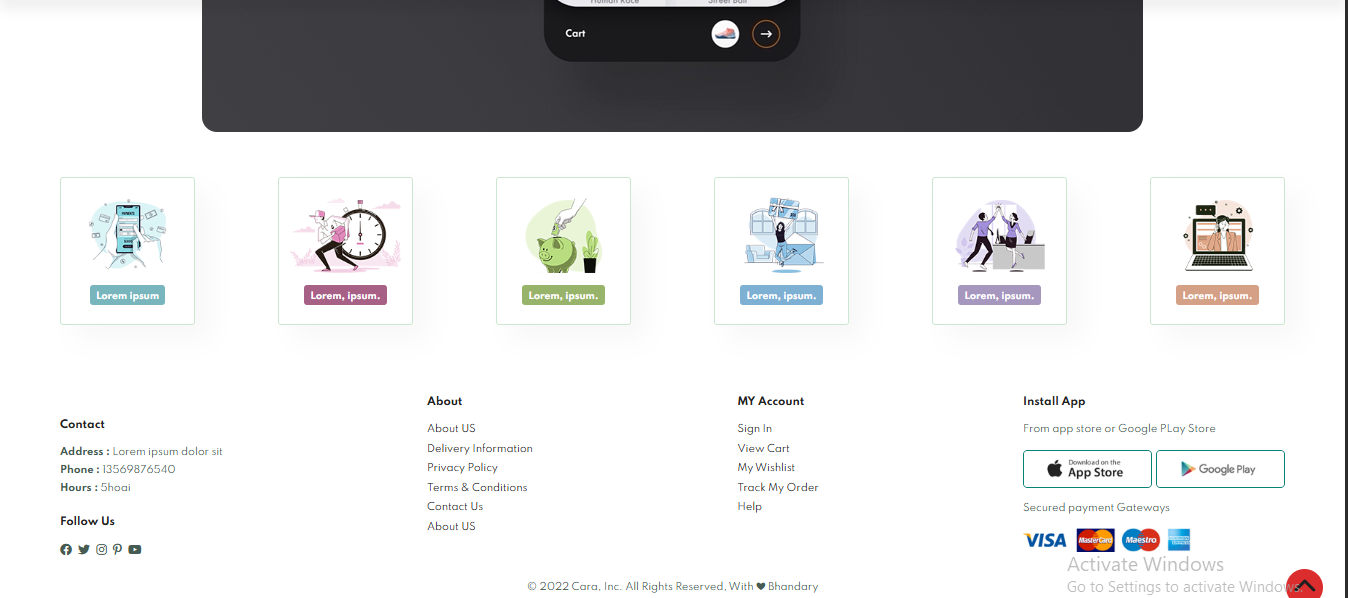 Human Race
Street Ball
Cart
Lorem ipsum
Lorem, ipsum.
Lorem, ipsum.
Lorem, ipsum.
Lorem, ipsum.
Lorem, ipsum.
Contact
Address : Lorem ipsum dolor sit
Phone : 13569876540
Hours : 5hoai
Follow Us
About
About US
Delivery Information
Privacy Policy
Terms & Conditions
Contact Us
About US
MY Account
Sign In
View Cart
My Wishlist
Track My Order
Help
Install App
From app store or Google PLay Store
Download on the
App Store
Google Play
Secured payment Gateways
VISA
MasterCard
Maestro
Activate Windows
Go to Settings to activate Windows.
© 2022 Cara, Inc. All Rights Reserved, With ❤ Bhandary